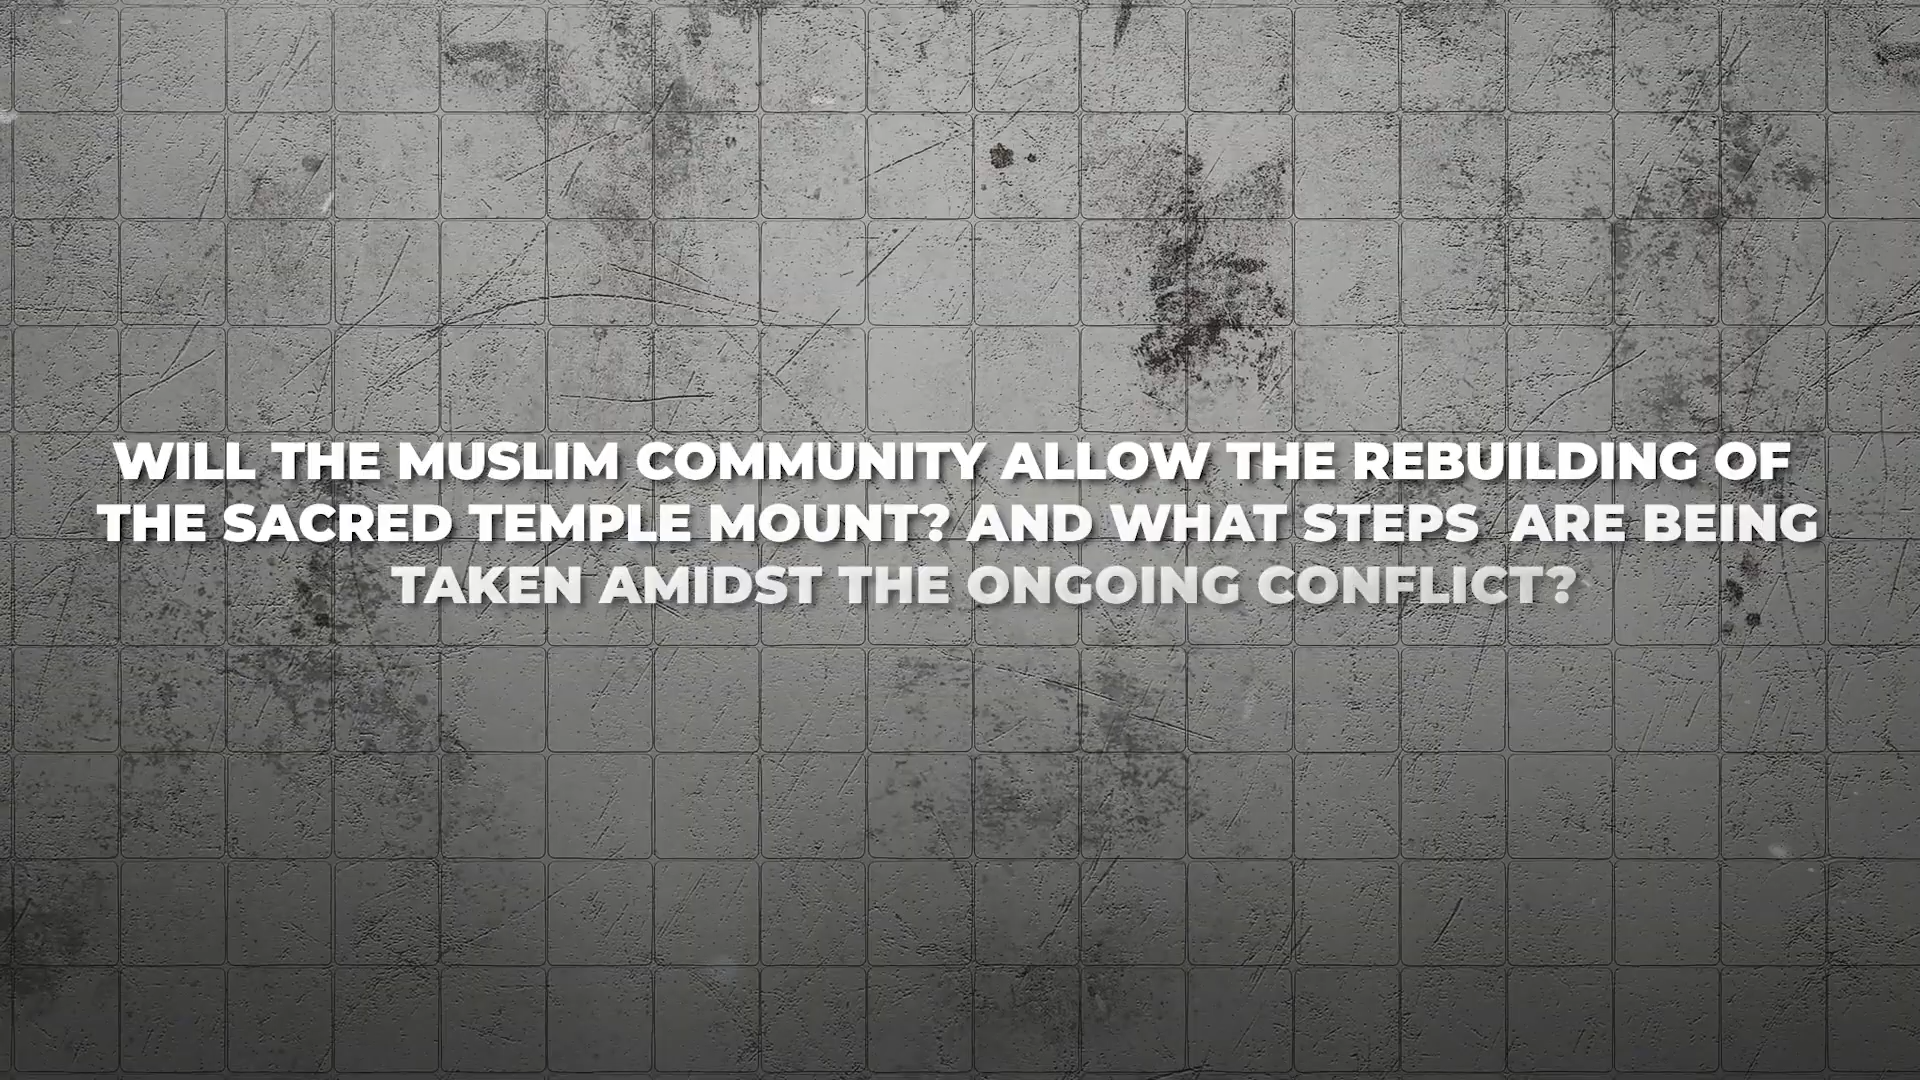 WILL THE MUSLIM COMMUNITY ALLOW THE REBUILDING OF
THE SACRED TEMPLE MOUNT? AND WHAT STEPS  ARE BEING
TAKEN AMIDST THE ONGOING CONFLICT?